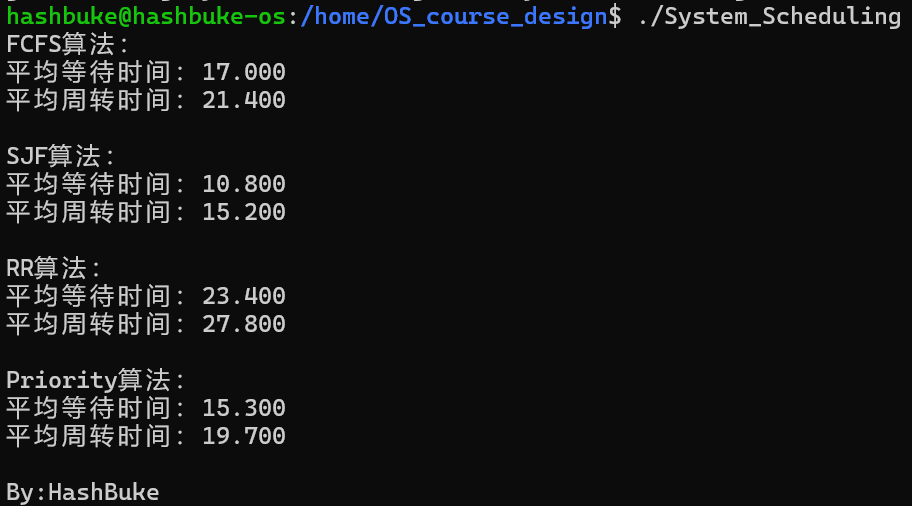 hashbuke@hashbuke-os:/home/OS_course_design$ ./System_Scheduling
FCFS算法：
平均等待时间：17.000
平均周转时间：21.400
SJF算法：
平均等待时间：10.800
平均周转时间：15.200
RR算法：
平均等待时间：23.400
平均周转时间：27.800
Priority算法：
平均等待时间：15.300
平均周转时间：19.700
By:HashBuke